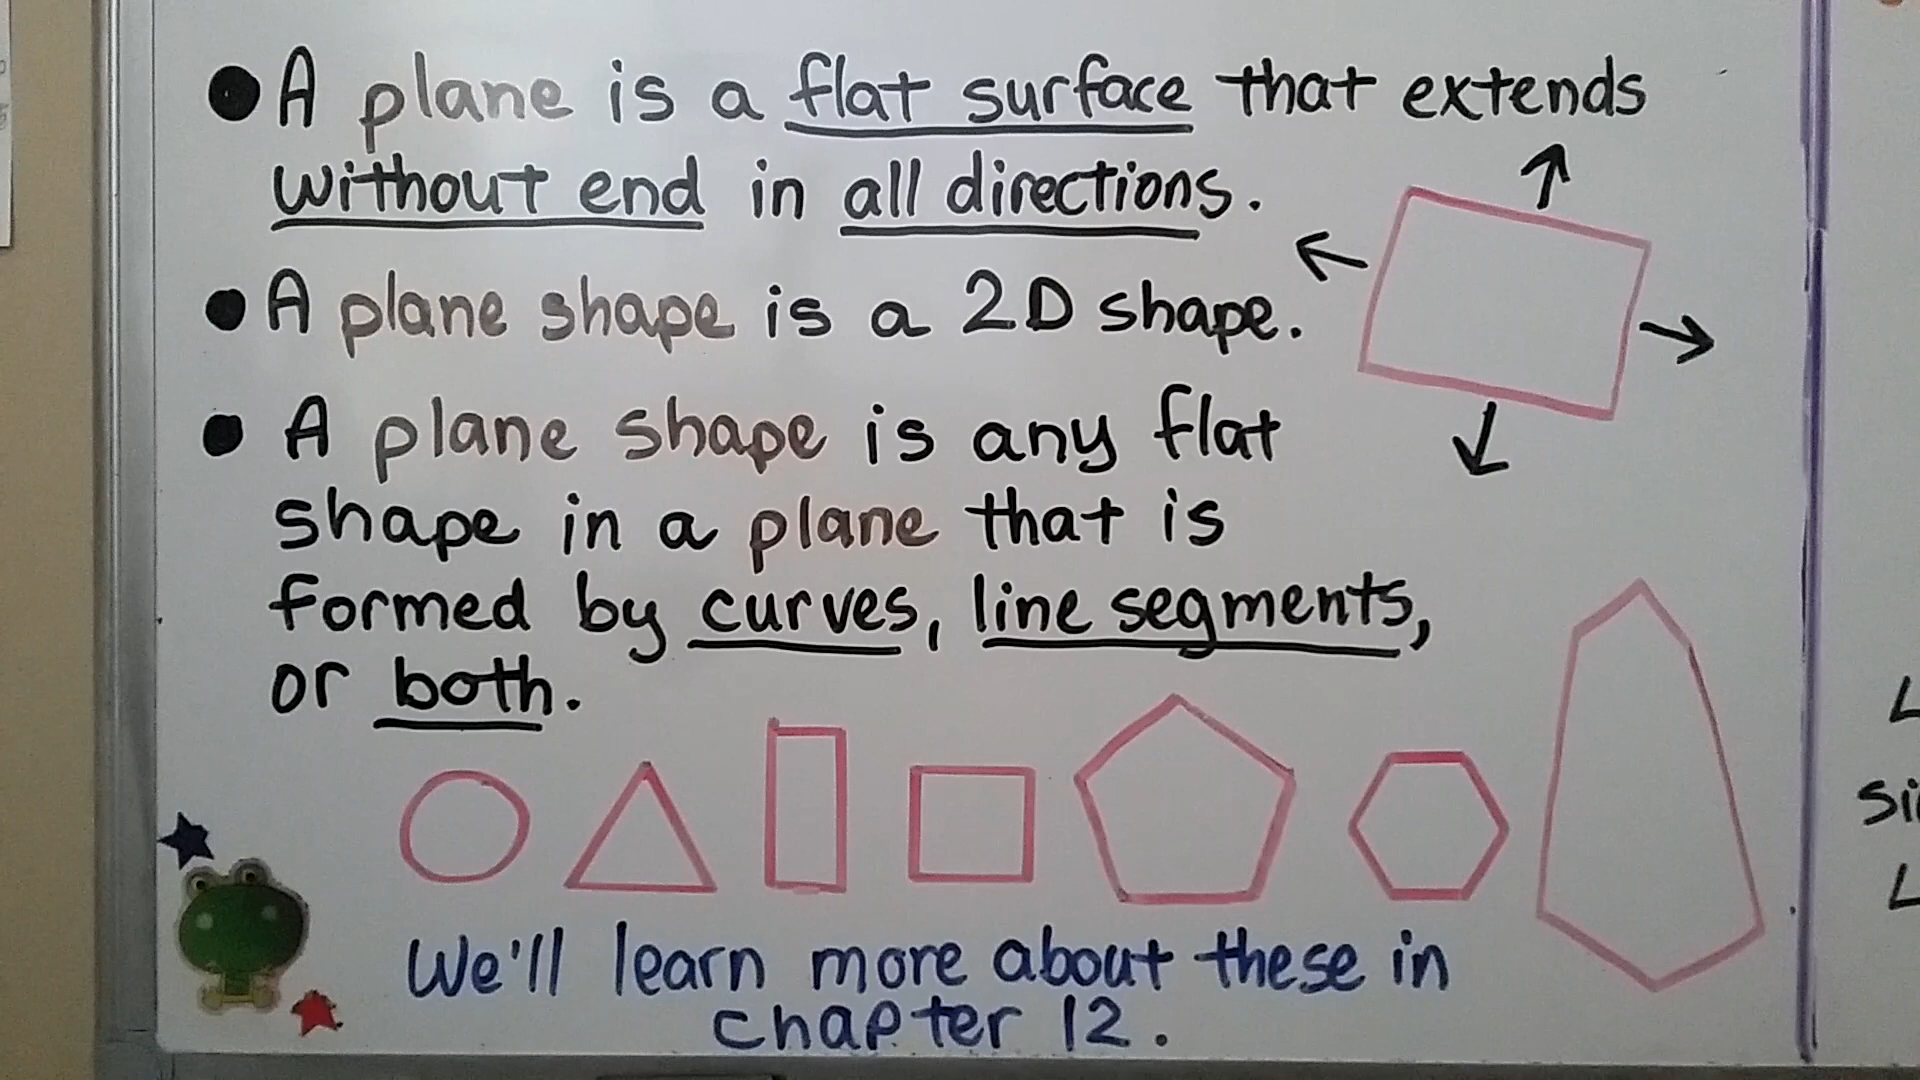 ● A plane is a flat surface that extends
without end in all directions.
● A plane shape is a 2D shape.
● A plane shape is any flat
shape in a plane that is
formed by curves, line segments,
or both.
We'll learn more about these in
chapter 12.